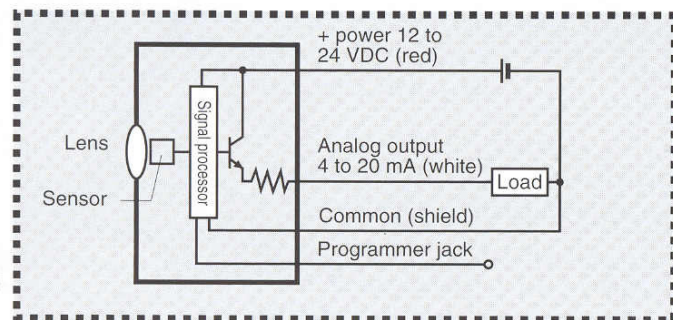 + power 12 to
24 VDC (red)
Signal processor
Lens
Analog output
4 to 20 mA (white)
Load
Sensor
Common (shield)
Programmer jack